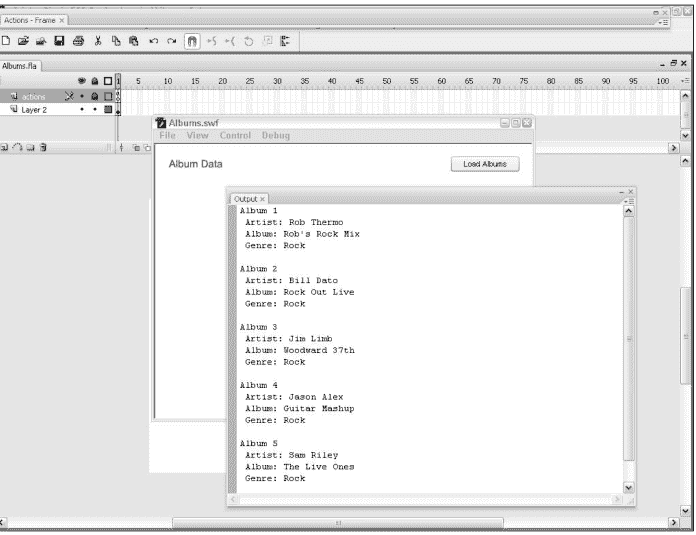 Actions - Frame ×
Albums.fla
1 5 10 15 20 25 30 35 40 45 50 55 60 65 70 75 80 85 90 95 100
actions
Layer 2
Albums.swf
File View Control Debug
Album Data
Load Albums
Output ×
Album 1
Artist: Rob Thermo
Album: Rob's Rock Mix
Genre: Rock
Album 2
Artist: Bill Dato
Album: Rock Out Live
Genre: Rock
Album 3
Artist: Jim Limb
Album: Woodward 37th
Genre: Rock
Album 4
Artist: Jason Alex
Album: Guitar Mashup
Genre: Rock
Album 5
Artist: Sam Riley
Album: The Live Ones
Genre: Rock